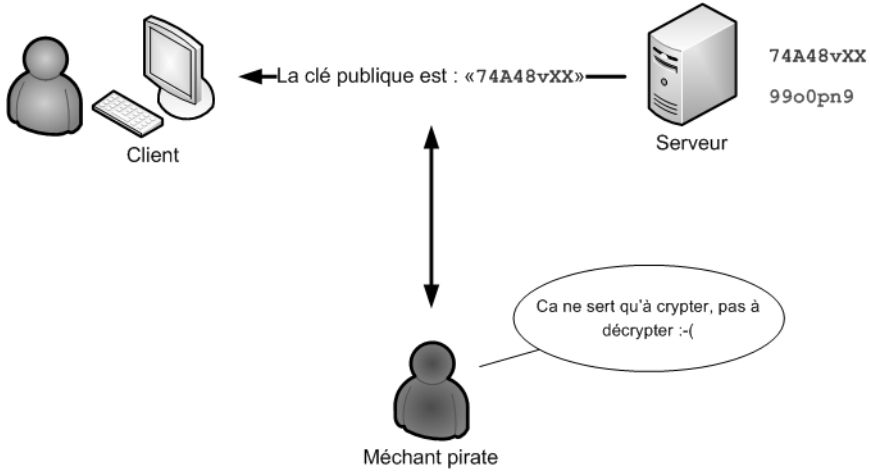 La clé publique est : «74A48vXX»
74A48vXX
99o0pn9
Client
Serveur
Ca ne sert qu'à crypter, pas à
décrypter :-(
Méchant pirate